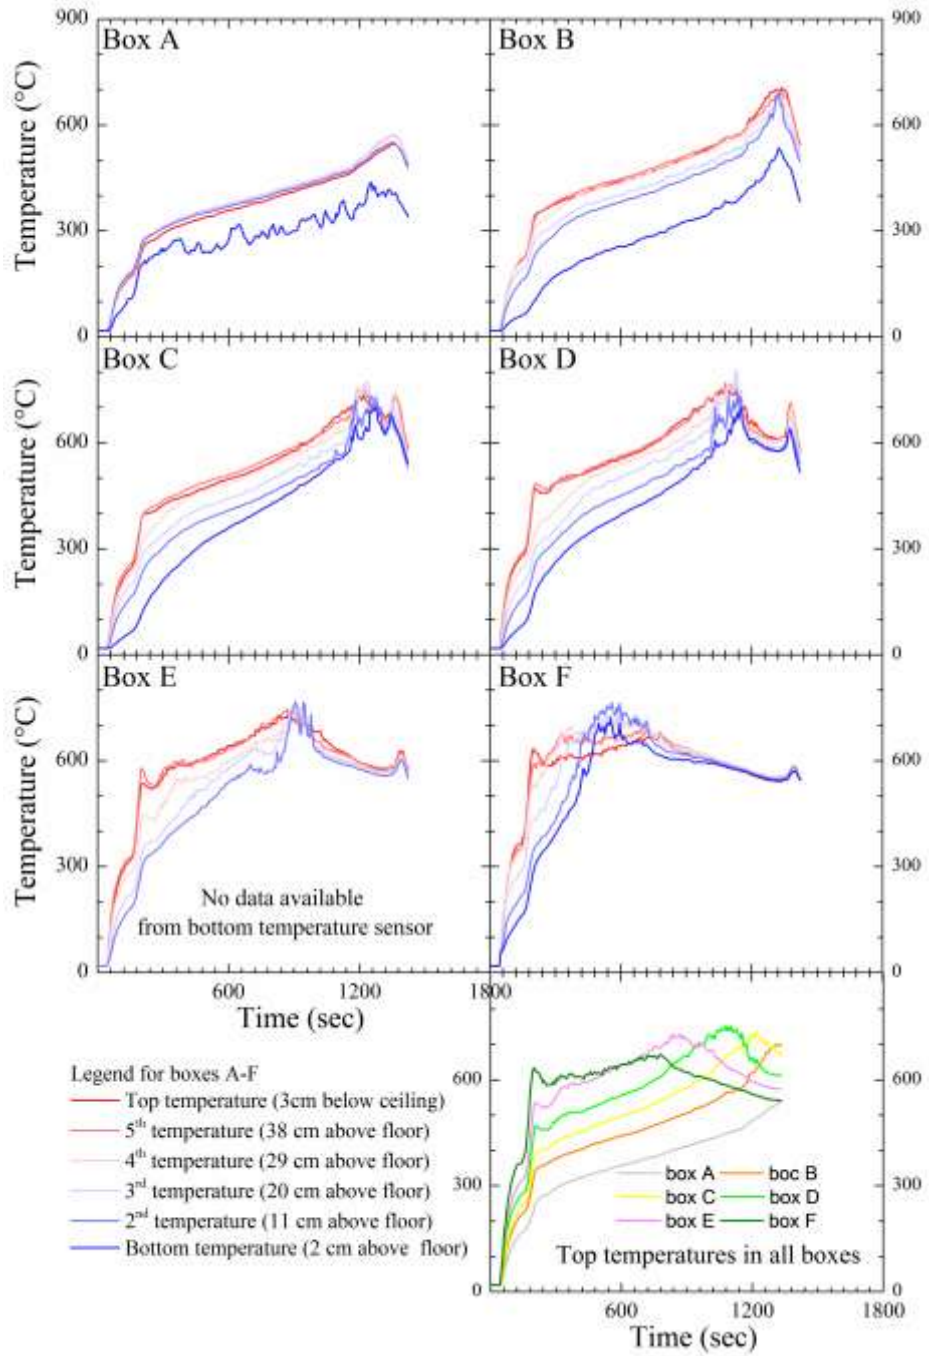 900
900
Box A
Box B
Temperature (°C)
600
600
300
300
0
0
Box C
Box D
Temperature (°C)
600
600
300
300
0
0
Box E
Box F
Temperature (°C)
600
600
300
300
No data available
from bottom temperature sensor
0
0
600
1200
1800
Time (sec)
Legend for boxes A-F
Top temperature (3cm below ceiling)
5th temperature (38 cm above floor)
4th temperature (29 cm above floor)
3rd temperature (20 cm above floor)
2nd temperature (11 cm above floor)
Bottom temperature (2 cm above floor)
600
300
0
box A
boc B
box C
box D
box E
box F
Top temperatures in all boxes
600
1200
1800
Time (sec)